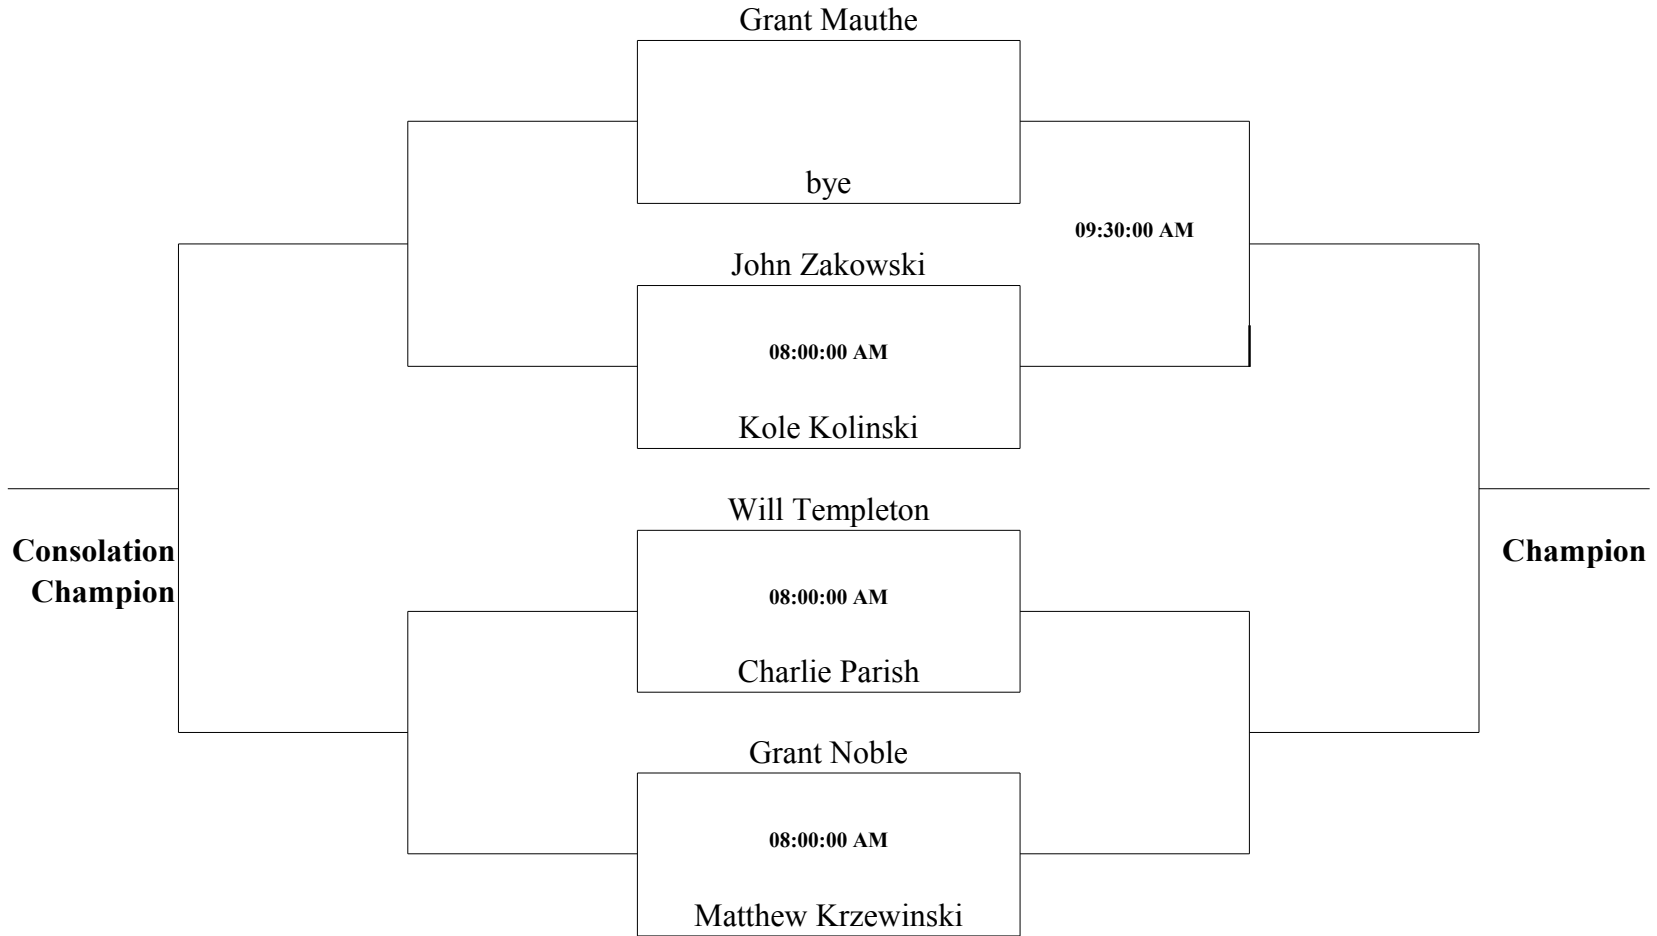 Grant Mauthe
bye
09:30:00 AM
John Zakowski
08:00:00 AM
Kole Kolinski
Will Templeton
Consolation
Champion
Champion
08:00:00 AM
Charlie Parish
Grant Noble
08:00:00 AM
Matthew Krzewinski